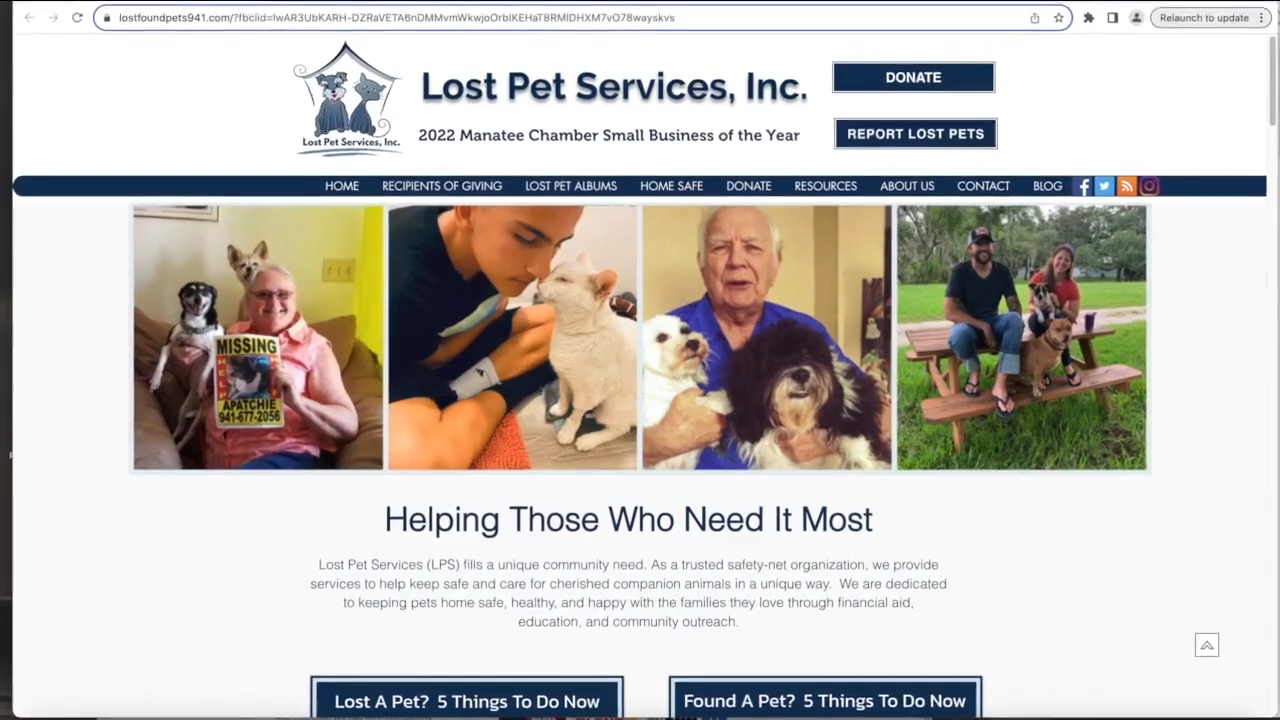 lostfoundpets941.com/?fbclid=IwAR3UbKARH-DZRaVETA6nDMMvmWkwjoOrbIKEHaT8RMlDHXM7vO78wayskvs
Relaunch to update
Lost Pet Services, Inc.
DONATE
2022 Manatee Chamber Small Business of the Year
REPORT LOST PETS
Lost Pet Services, Inc.
HOME RECIPIENTS OF GIVING LOST PET ALBUMS HOME SAFE DONATE RESOURCES ABOUT US CONTACT BLOG
MISSING
HELP
APATCHIE
941-677-2056
Helping Those Who Need It Most
Lost Pet Services (LPS) fills a unique community need. As a trusted safety-net organization, we provide
services to help keep safe and care for cherished companion animals in a unique way. We are dedicated
to keeping pets home safe, healthy, and happy with the families they love through financial aid,
education, and community outreach.
Lost A Pet? 5 Things To Do Now
Found A Pet? 5 Things To Do Now